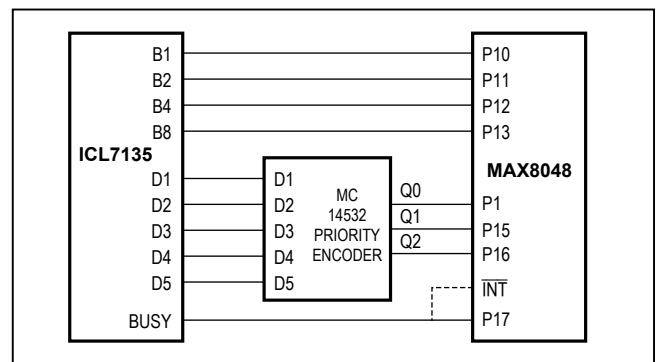 ICL7135
B1
B2
B4
B8
D1
D2
D3
D4
D5
BUSY
D1
D2
D3
D4
D5
MC
14532
PRIORITY
ENCODER
Q0
Q1
Q2
MAX8048
P10
P11
P12
P13
P1
P15
P16
INT
P17